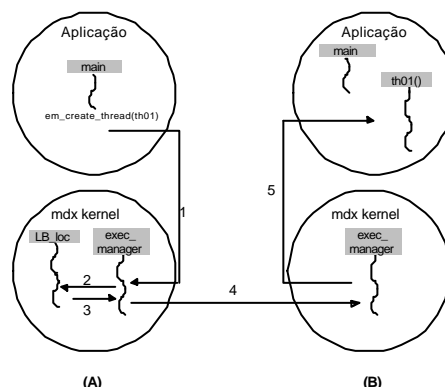 Aplicação
main
em_create_thread(th01)
Aplicação
main
th01()
1
5
mdx kernel
LB_loc
exec_
manager
2
3
4
mdx kernel
exec_
manager
(A)
(B)